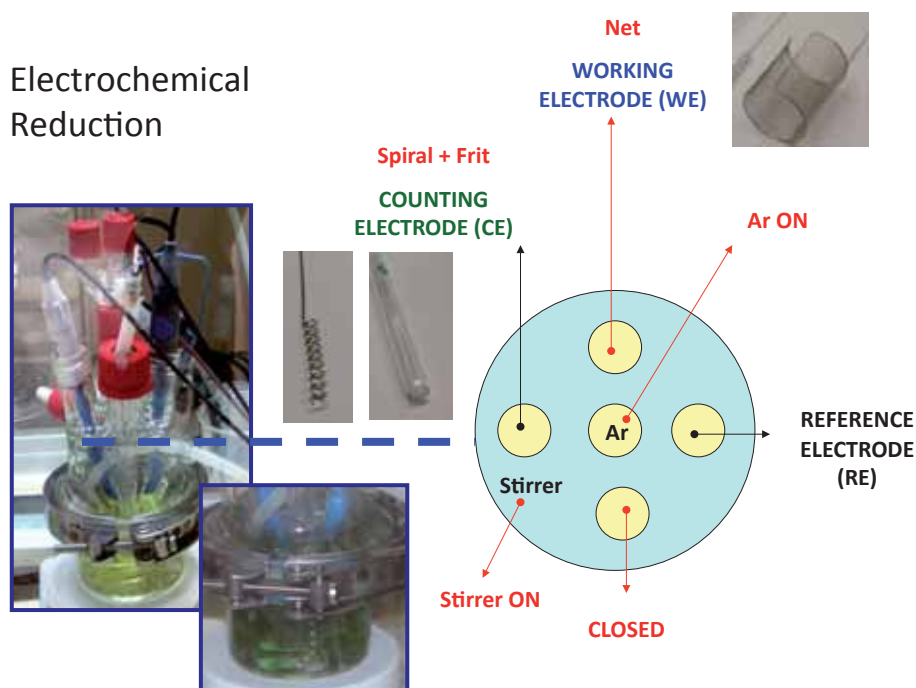 Electrochemical
Reduction
Net
WORKING
ELECTRODE (WE)
Spiral + Frit
COUNTING
ELECTRODE (CE)
Ar ON
Ar
REFERENCE
ELECTRODE
(RE)
Stirrer
Stirrer ON
CLOSED